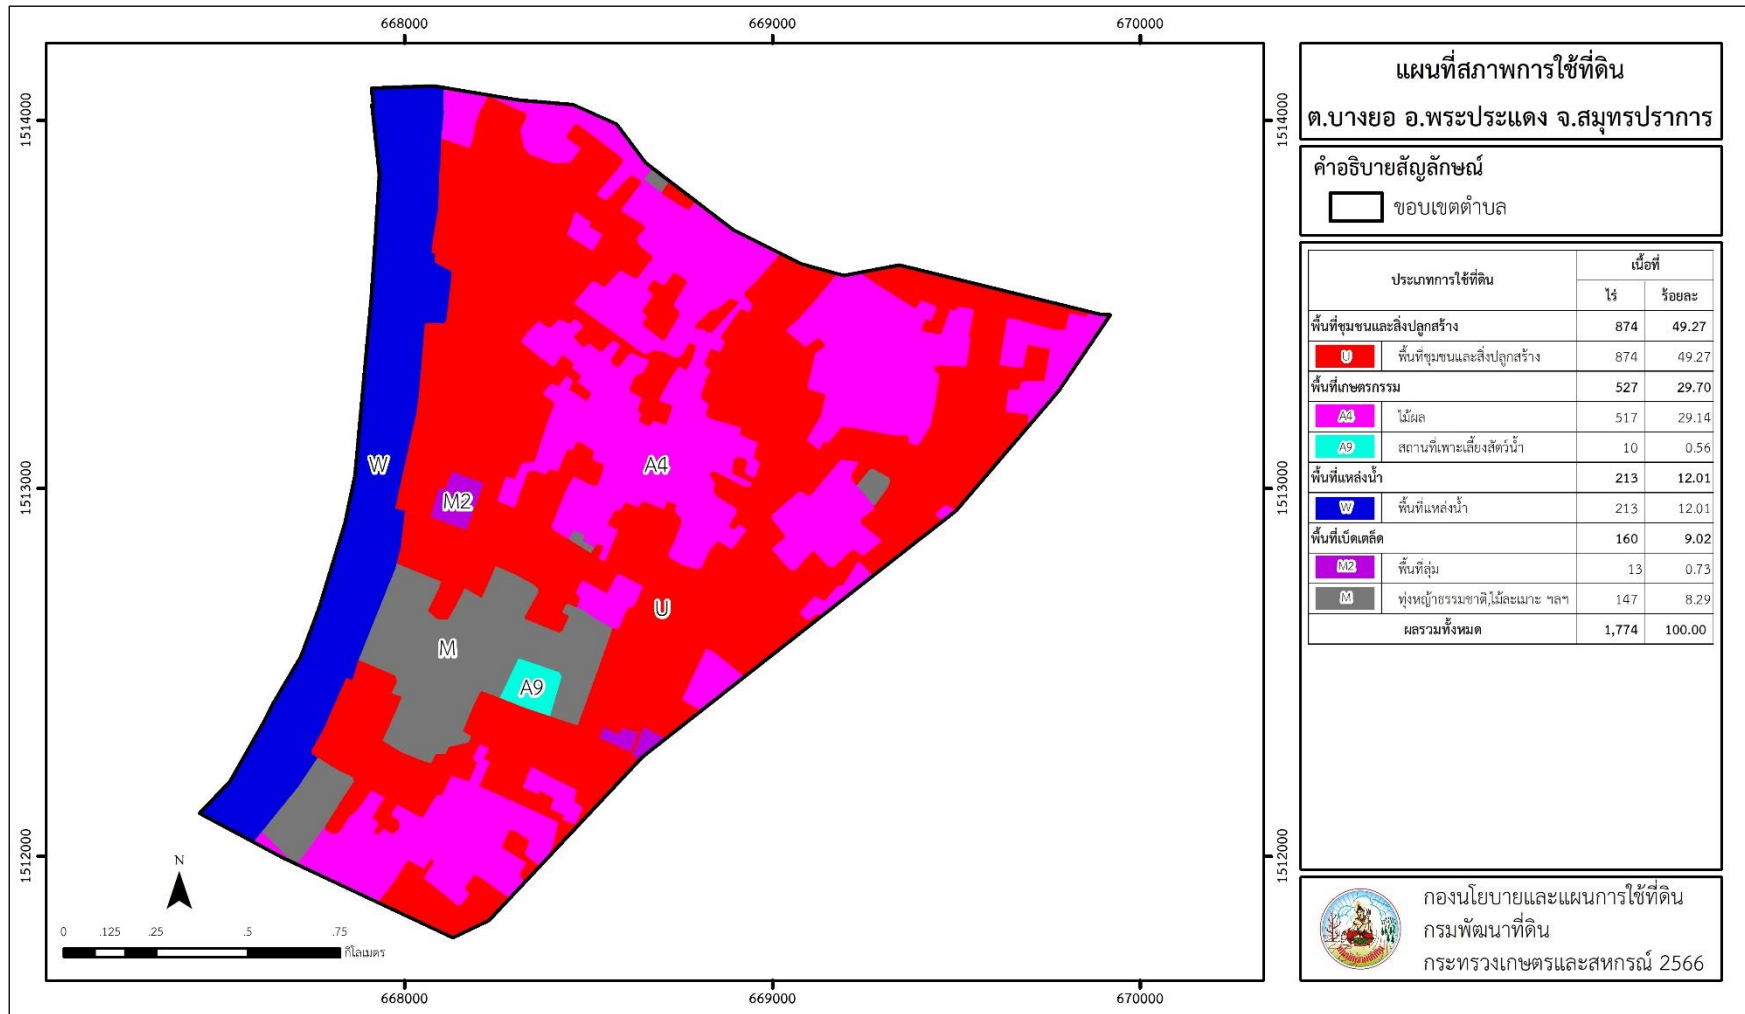 668000
669000
670000
1514000
1513000
1512000
1514000
1513000
1512000
668000
669000
670000
W
M2
A4
U
M
A9
N
0 .125 .25 .5 .75
กิโลเมตร
แผนที่สภาพการใช้ที่ดิน
ต.บางยอ อ.พระประแดง จ.สมุทรปราการ
คำอธิบายสัญลักษณ์
ขอบเขตตำบล
ประเภทการใช้ที่ดิน เนื้อที่
ไร่ ร้อยละ
พื้นที่ชุมชนและสิ่งปลูกสร้าง 874 49.27
U พื้นที่ชุมชนและสิ่งปลูกสร้าง 874 49.27
พื้นที่เกษตรกรรม 527 29.70
A4 ไม้ผล 517 29.14
A9 สถานที่เพาะเลี้ยงสัตว์น้ำ 10 0.56
พื้นที่แหล่งน้ำ 213 12.01
W พื้นที่แหล่งน้ำ 213 12.01
พื้นที่เบ็ดเตล็ด 160 9.02
M2 พื้นที่ลุ่ม 13 0.73
M ทุ่งหญ้าธรรมชาติ,ไม้ละเมาะ ฯลฯ 147 8.29
ผลรวมทั้งหมด 1,774 100.00
กองนโยบายและแผนการใช้ที่ดิน
กรมพัฒนาที่ดิน
กระทรวงเกษตรและสหกรณ์ 2566